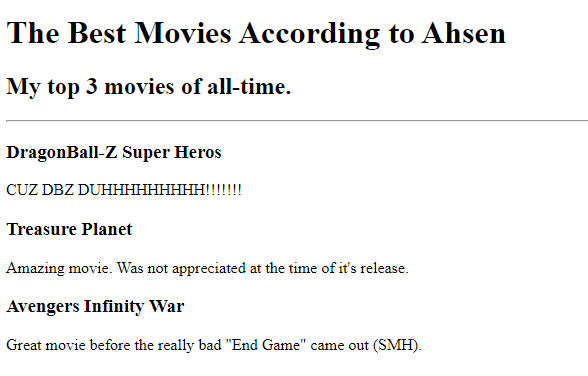 The Best Movies According to Ahsen
My top 3 movies of all-time.
DragonBall-Z Super Heros
CUZ DBZ DUHHHHHHHHH!!!!!!!
Treasure Planet
Amazing movie. Was not appreciated at the time of it's release.
Avengers Infinity War
Great movie before the really bad "End Game" came out (SMH).